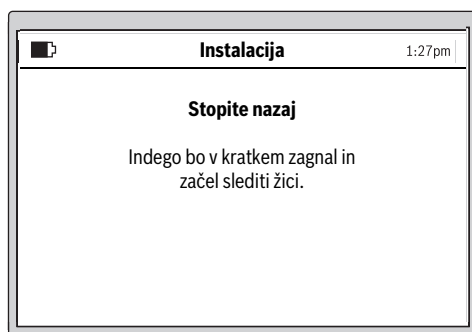 Instalacija 1:27pm
Stopite nazaj
Indego bo v kratkem zagnal in
začel slediti žici.